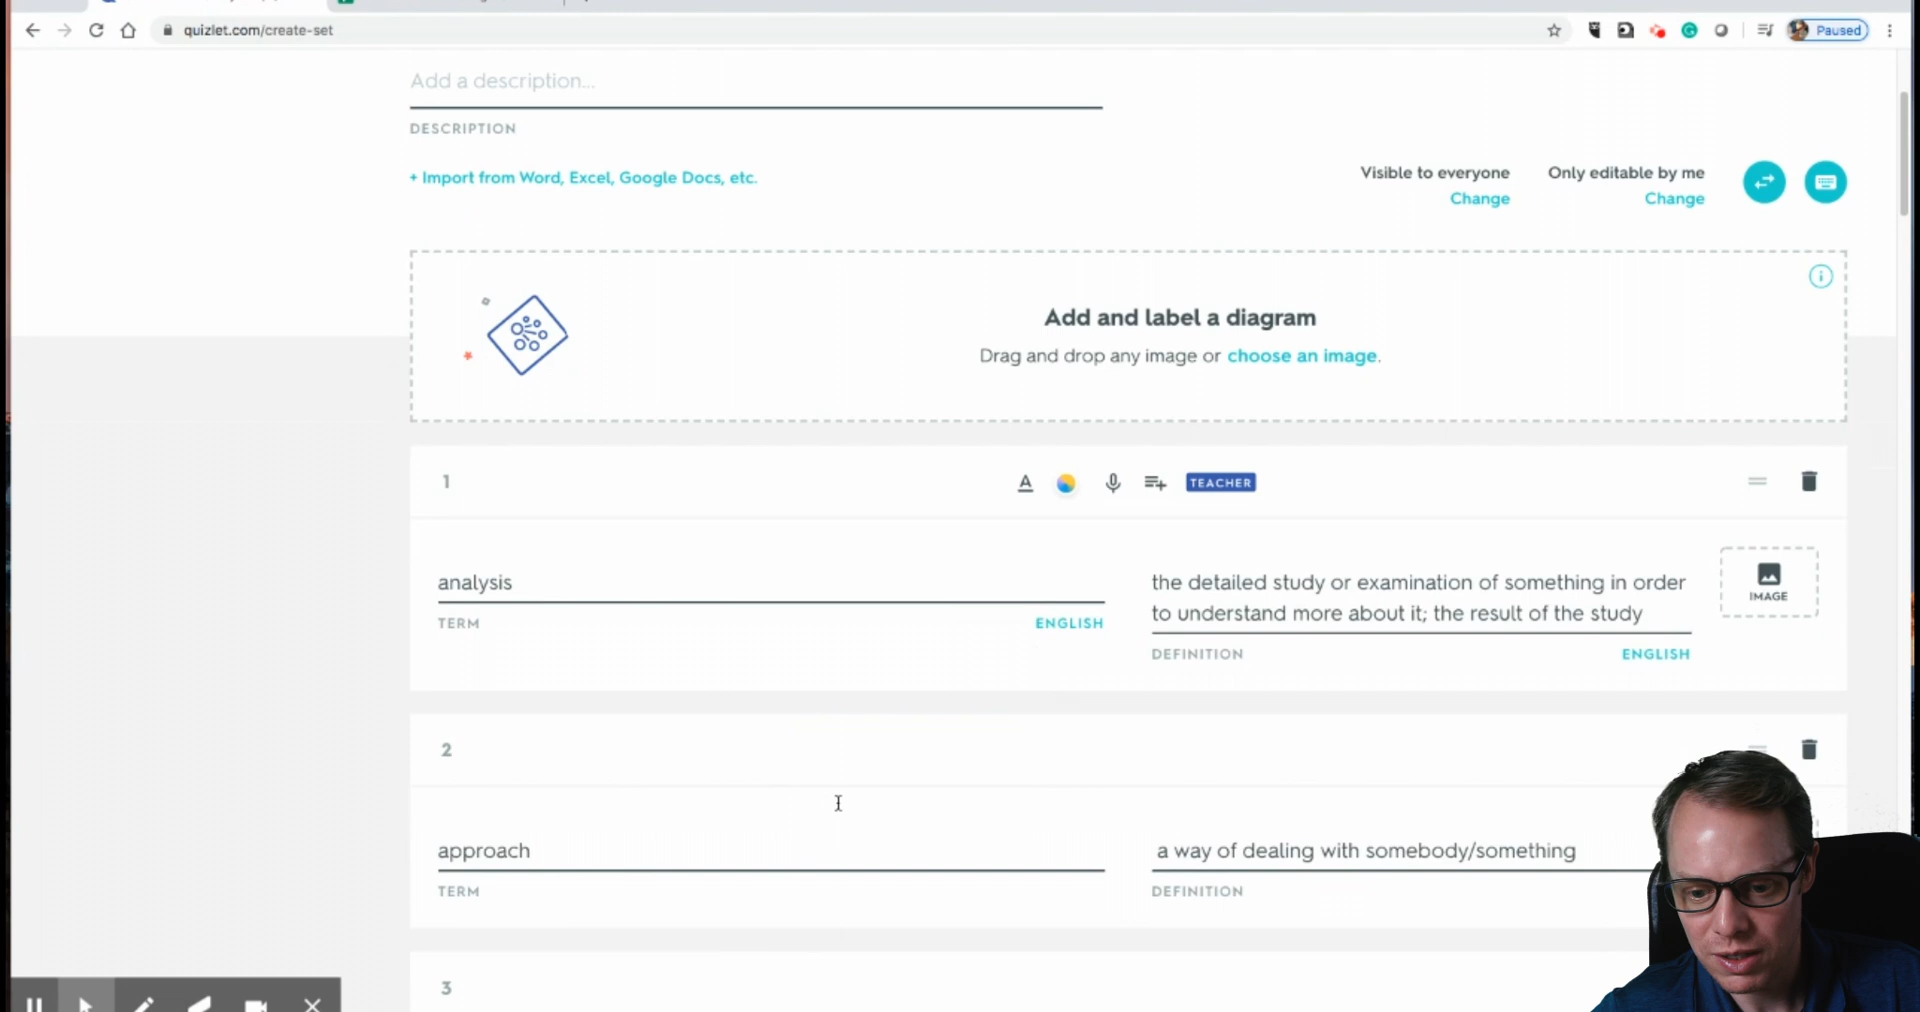 quizlet.com/create-set
Paused
Add a description...
DESCRIPTION
+ Import from Word, Excel, Google Docs, etc.
Visible to everyone
Change
Only editable by me
Change
Add and label a diagram
Drag and drop any image or choose an image.
1
TEACHER
analysis
TERM
ENGLISH
the detailed study or examination of something in order
to understand more about it; the result of the study
DEFINITION
ENGLISH
IMAGE
2
approach
TERM
a way of dealing with somebody/something
DEFINITION
3